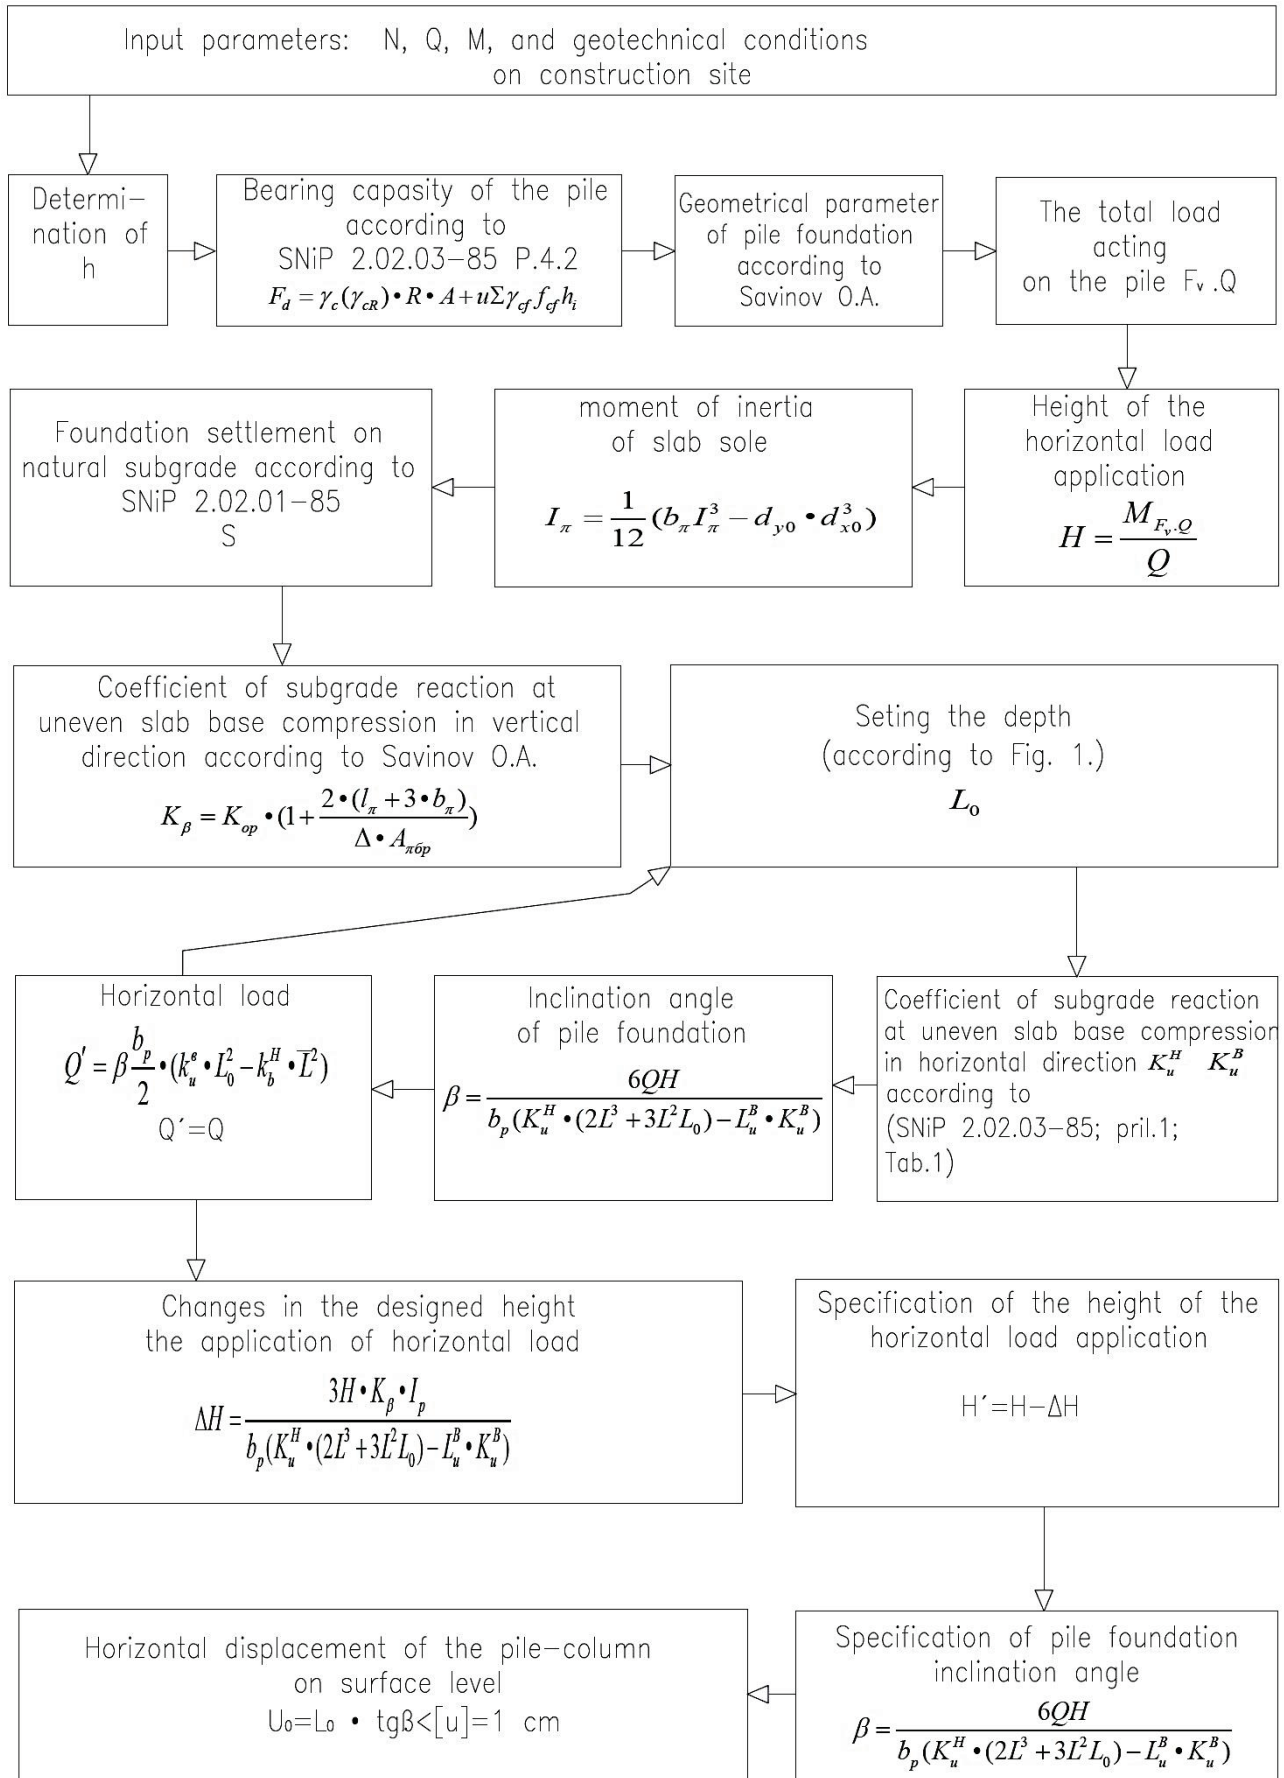 Input parameters: N, Q, M, and geotechnical conditions
on construction site
Determi-
nation of
h
Bearing capasity of the pile
according to
SNiP 2.02.03-85 P.4.2
F_d = γ_c(γ_cR)•R•A+uΣγ_cf f_cf h_i
Geometrical parameter
of pile foundation
according to
Savinov O.A.
The total load
acting
on the pile Fᵥ.Q
Height of the
horizontal load
application
H = M_{F_v.Q} / Q
moment of inertia
of slab sole
I_π = 1/12 (b_π I_π^3 − d_y0 • d_x0^3)
Foundation settlement on
natural subgrade according to
SNiP 2.02.01-85
S
Coefficient of subgrade reaction at
uneven slab base compression in vertical
direction according to Savinov O.A.
K_β = K_op •(1+ 2•(l_π + 3•b_π) / Δ• A_πбр)
Seting the depth
(according to Fig. 1.)
L_0
Coefficient of subgrade reaction
at uneven slab base compression
in horizontal direction K_u^H K_u^B
according to
(SNiP 2.02.03-85; pril.1;
Tab.1)
Inclination angle
of pile foundation
β = 6QH / b_p(K_u^H •(2L^3 +3L^2 L_0) − L_u^B • K_u^B)
Horizontal load
Q′ = β b_p/2 •(k_u^в • L_0^2 − k_b^H • L̅^2)
Q´=Q
Changes in the designed height
the application of horizontal load
ΔH = 3H•K_β•I_p / b_p(K_u^H •(2L^3 +3L^2 L_0) − L_u^B • K_u^B)
Specification of the height of the
horizontal load application
H´=H−ΔH
Specification of pile foundation
inclination angle
β = 6QH / b_p(K_u^H •(2L^3 +3L^2 L_0) − L_u^B • K_u^B)
Horizontal displacement of the pile-column
on surface level
U₀=L₀ • tgβ<[u]=1 cm